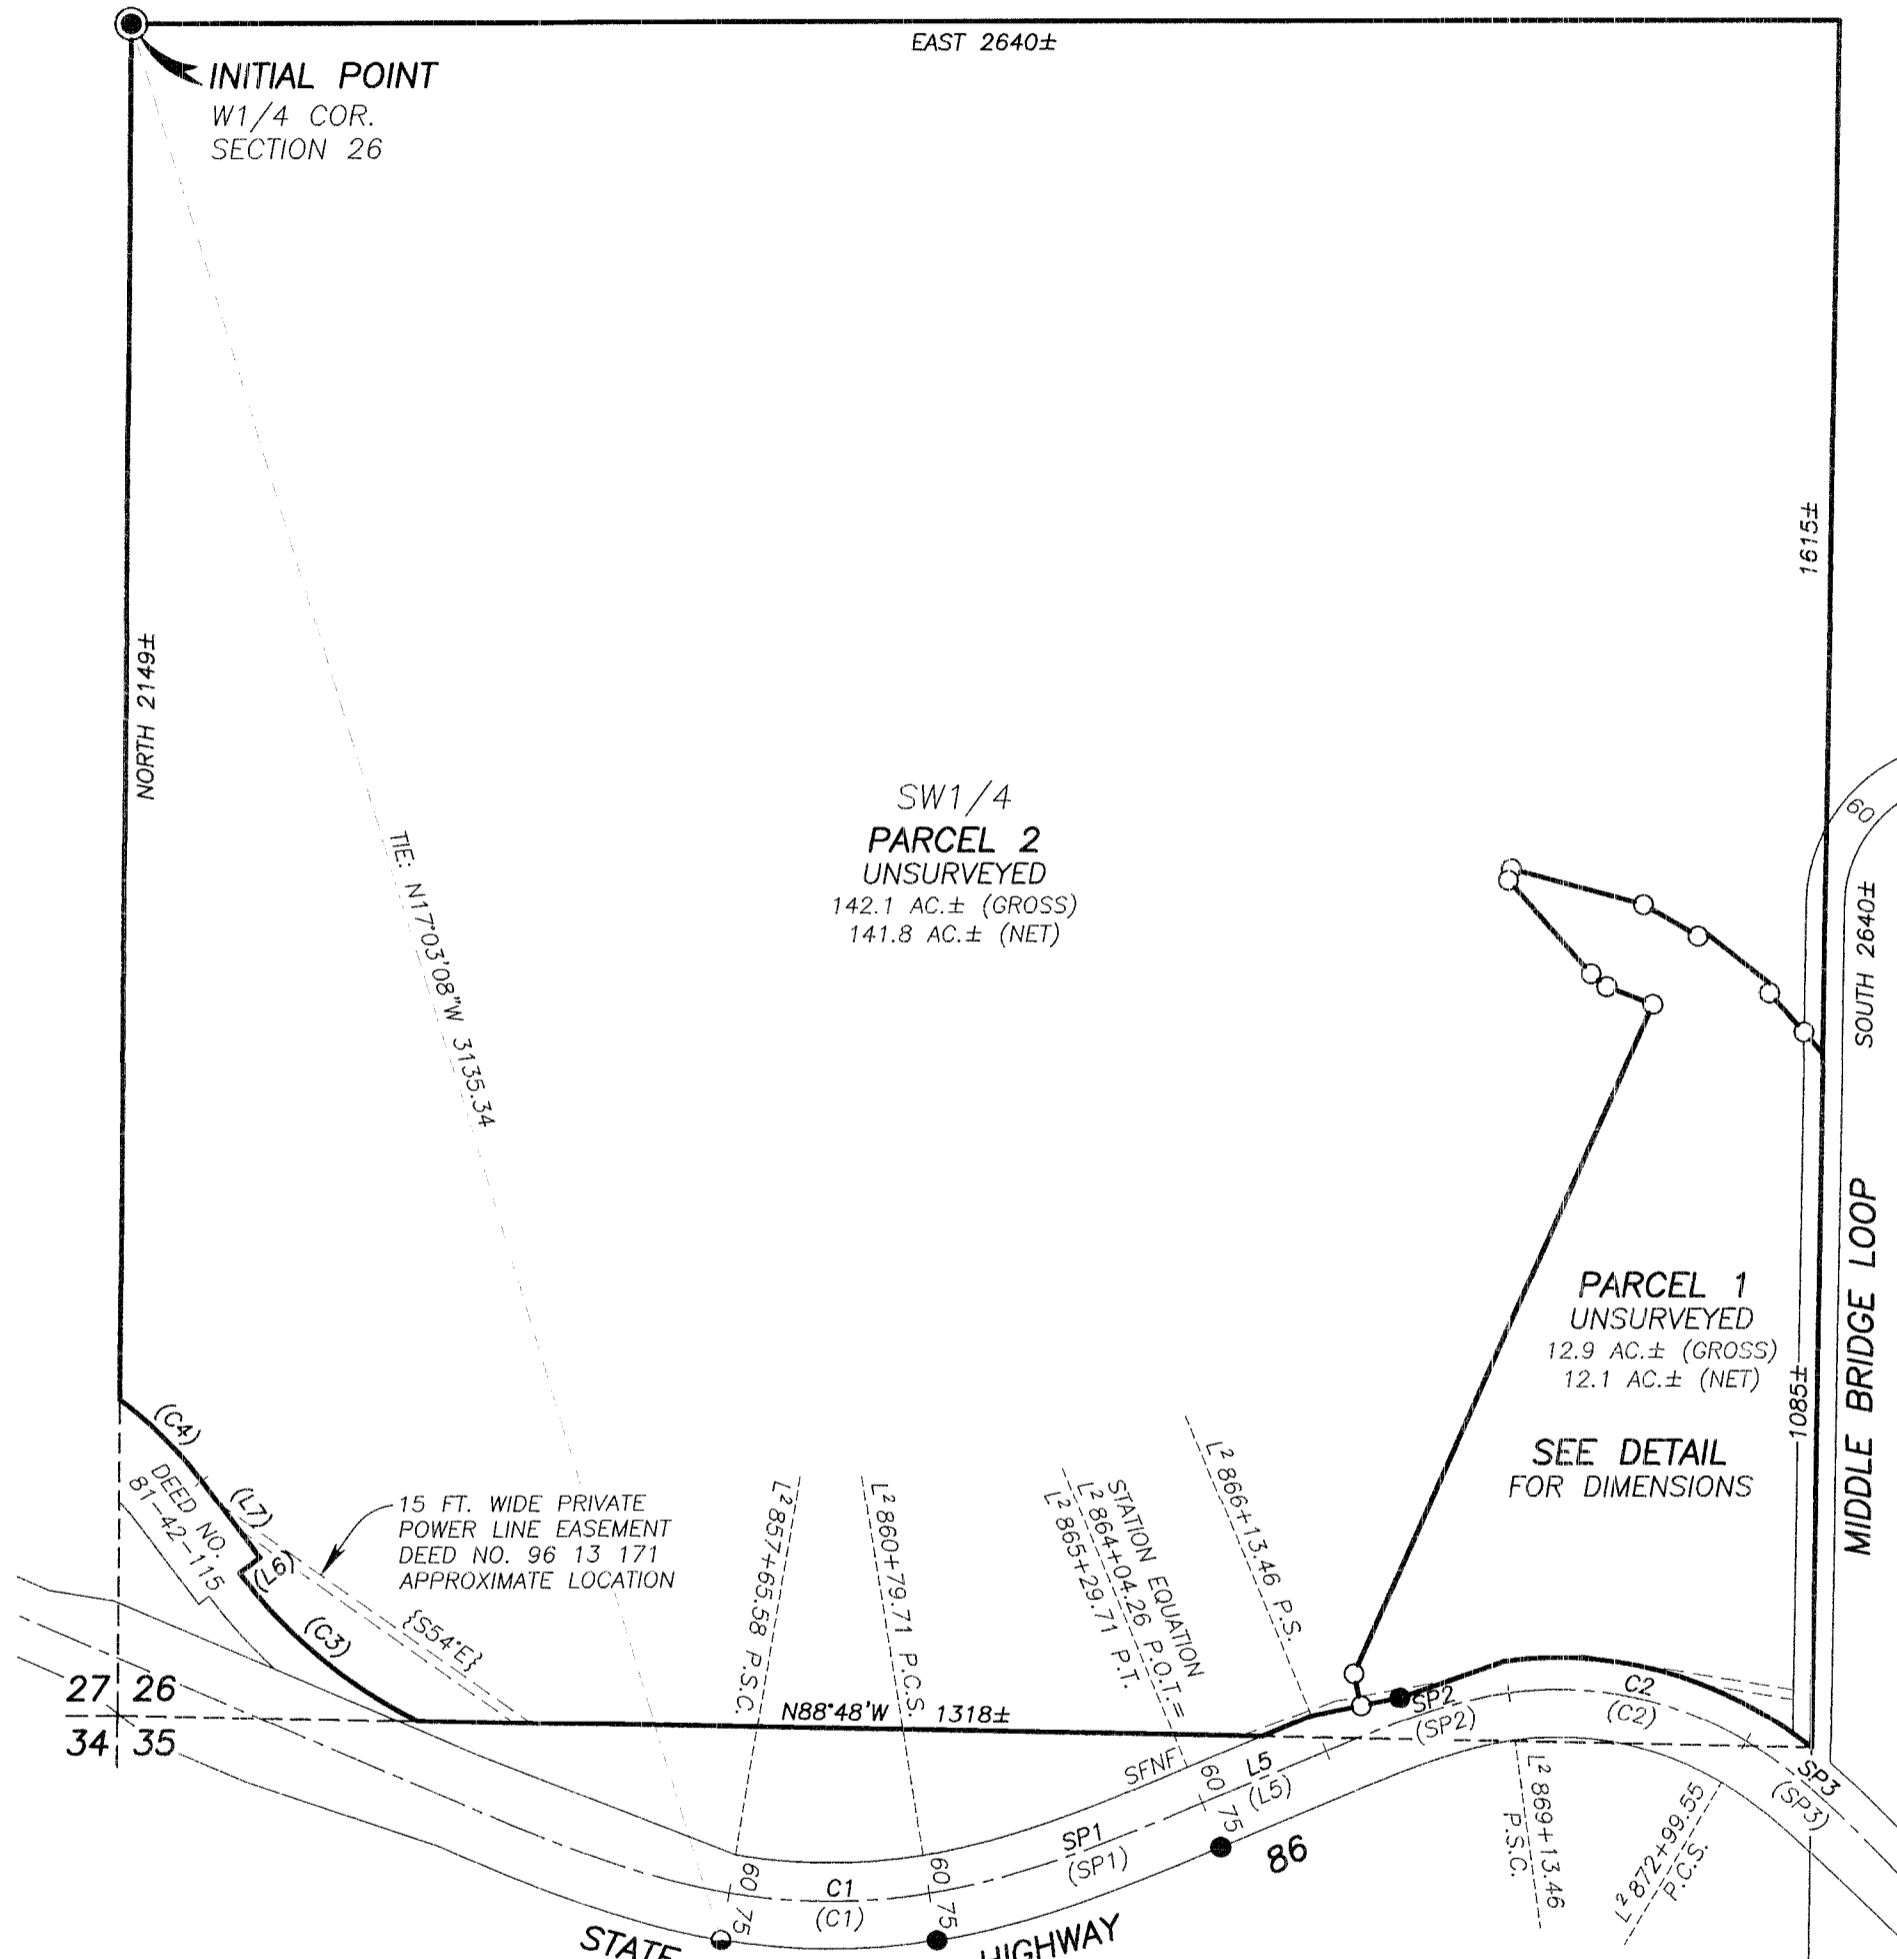 EAST 2640±
INITIAL POINT
W1/4 COR.
SECTION 26
1615±
NORTH 2149±
SW1/4
PARCEL 2
UNSURVEYED
142.1 AC.± (GROSS)
141.8 AC.± (NET)
60
SOUTH 2640±
TIE: N17°03'08"W 3135.34
MIDDLE BRIDGE LOOP
PARCEL 1
UNSURVEYED
12.9 AC.± (GROSS)
12.1 AC.± (NET)
1085±
SEE DETAIL
FOR DIMENSIONS
(C4)
DEED NO.
81-42-115
(L7)
(L6)
(C3)
15 FT. WIDE PRIVATE
POWER LINE EASEMENT
DEED NO. 96 13 171
APPROXIMATE LOCATION
{S54°E}
L² 857+65.58 P.S.C.
L² 860+79.71 P.C.S.
STATION EQUATION
L² 864+04.26 P.O.T.=
L² 865+29.71 P.T.
L² 866+13.46 P.S.
27 26
34 35
N88°48'W 1318±
SP2
(SP2)
C2
(C2)
SFNF
L5
(L5)
60
75
SP1
(SP1)
86
L² 869+13.46
P.S.C.
L² 872+99.55
P.C.S.
SP3
(SP3)
60
75
C1
(C1)
60
75
STATE
HIGHWAY